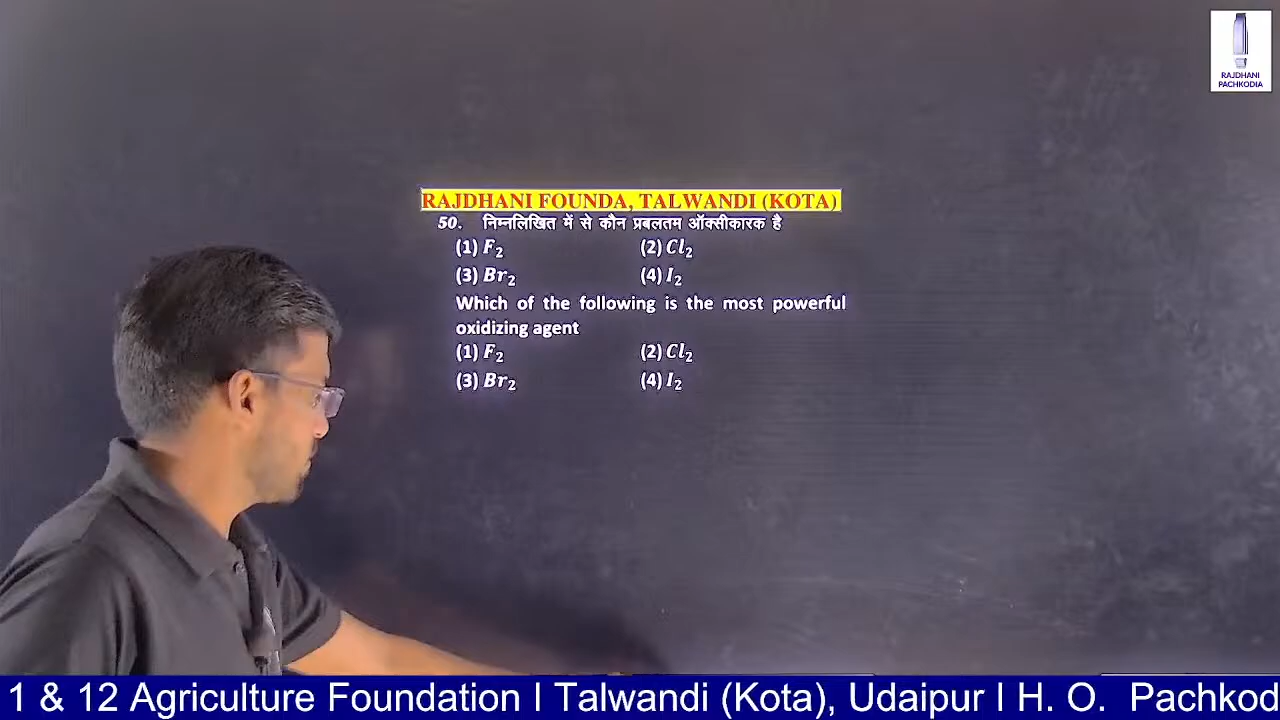 RAJDHANI
PACHKODIA
RAJDHANI FOUNDA, TALWANDI (KOTA)
50. निम्नलिखित में से कौन प्रबलतम ऑक्सीकारक है
(1) F₂ (2) Cl₂
(3) Br₂ (4) I₂
Which of the following is the most powerful
oxidizing agent
(1) F₂ (2) Cl₂
(3) Br₂ (4) I₂
1 & 12 Agriculture Foundation I Talwandi (Kota), Udaipur I H. O. Pachkod